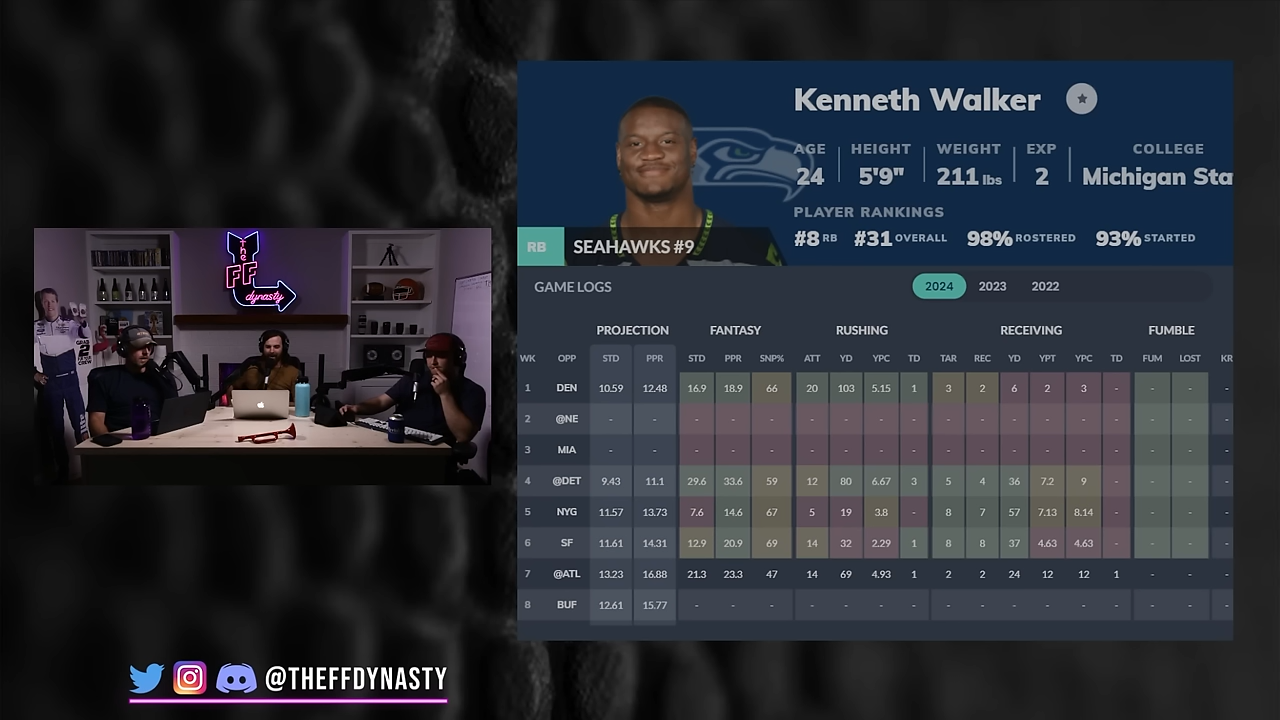 Kenneth Walker
AGE HEIGHT WEIGHT EXP COLLEGE
24 5'9" 211 lbs 2 Michigan Sta
PLAYER RANKINGS
#8 RB #31 OVERALL 98% ROSTERED 93% STARTED
RB SEAHAWKS #9
GAME LOGS 2024 2023 2022
PROJECTION FANTASY RUSHING RECEIVING FUMBLE
WK OPP STD PPR STD PPR SNP% ATT YD YPC TD TAR REC YD YPT YPC TD FUM LOST KR
1 DEN 10.59 12.48 16.9 18.9 66 20 103 5.15 1 3 2 6 2 3 - - - -
2 @NE - - - - - - - - - - - - - - - - - -
3 MIA - - - - - - - - - - - - - - - - - -
4 @DET 9.43 11.1 29.6 33.6 59 12 80 6.67 3 5 4 36 7.2 9 - - - -
5 NYG 11.57 13.73 7.6 14.6 67 5 19 3.8 - 8 7 57 7.13 8.14 - - - -
6 SF 11.61 14.31 12.9 20.9 69 14 32 2.29 1 8 8 37 4.63 4.63 - - - -
7 @ATL 13.23 16.88 21.3 23.3 47 14 69 4.93 1 2 2 24 12 12 1 - - -
8 BUF 12.61 15.77 - - - - - - - - - - - - - - - -
The
FF
dynasty
@THEFFDYNASTY